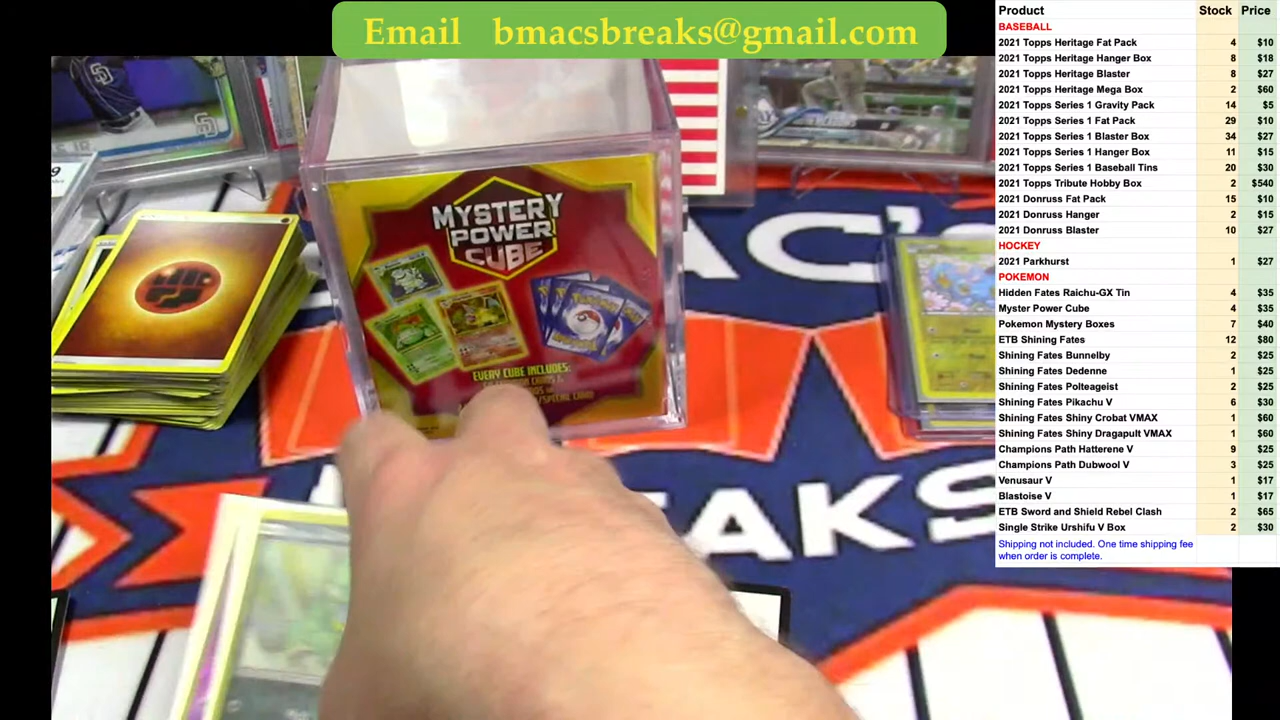 Email bmacsbreaks@gmail.com
Product Stock Price
BASEBALL
2021 Topps Heritage Fat Pack 4 $10
2021 Topps Heritage Hanger Box 8 $18
2021 Topps Heritage Blaster 8 $27
2021 Topps Heritage Mega Box 2 $60
2021 Topps Series 1 Gravity Pack 14 $5
2021 Topps Series 1 Fat Pack 29 $10
2021 Topps Series 1 Blaster Box 34 $27
2021 Topps Series 1 Hanger Box 11 $15
2021 Topps Series 1 Baseball Tins 20 $30
2021 Topps Tribute Hobby Box 2 $540
2021 Donruss Fat Pack 15 $10
2021 Donruss Hanger 2 $15
2021 Donruss Blaster 10 $27
HOCKEY
2021 Parkhurst 1 $27
POKEMON
Hidden Fates Raichu-GX Tin 4 $35
Myster Power Cube 4 $35
Pokemon Mystery Boxes 7 $40
ETB Shining Fates 12 $80
Shining Fates Bunnelby 2 $25
Shining Fates Dedenne 1 $25
Shining Fates Polteageist 2 $25
Shining Fates Pikachu V 6 $30
Shining Fates Shiny Crobat VMAX 1 $60
Shining Fates Shiny Dragapult VMAX 1 $60
Champions Path Hatterene V 9 $25
Champions Path Dubwool V 3 $25
Venusaur V 1 $17
Blastoise V 1 $17
ETB Sword and Shield Rebel Clash 2 $65
Single Strike Urshifu V Box 2 $30
Shipping not included. One time shipping fee
when order is complete.
MYSTERY
POWER
CUBE
EVERY CUBE INCLUDES:
AC'S
EAKS